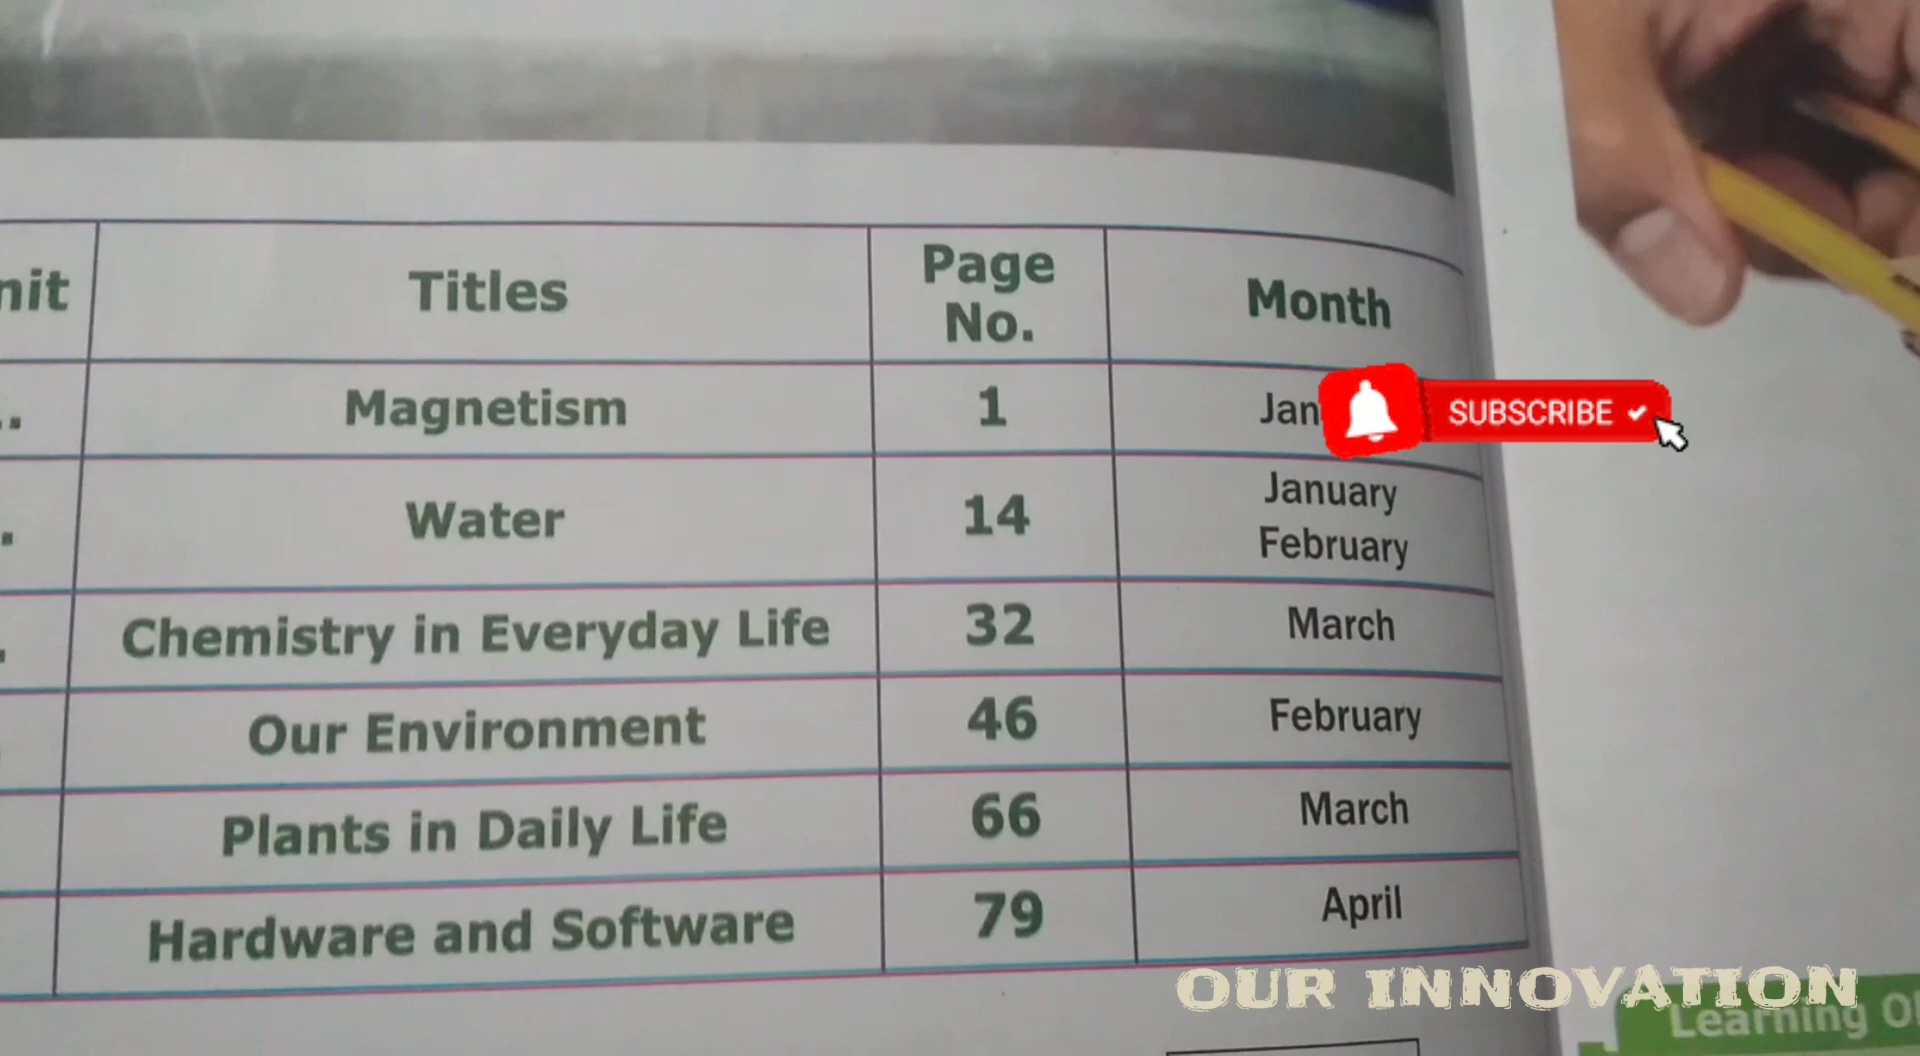 nit Titles Page No. Month
Magnetism 1 Jan
SUBSCRIBE
Water 14 January February
Chemistry in Everyday Life 32 March
Our Environment 46 February
Plants in Daily Life 66 March
Hardware and Software 79 April
OUR INNOVATION
Learning